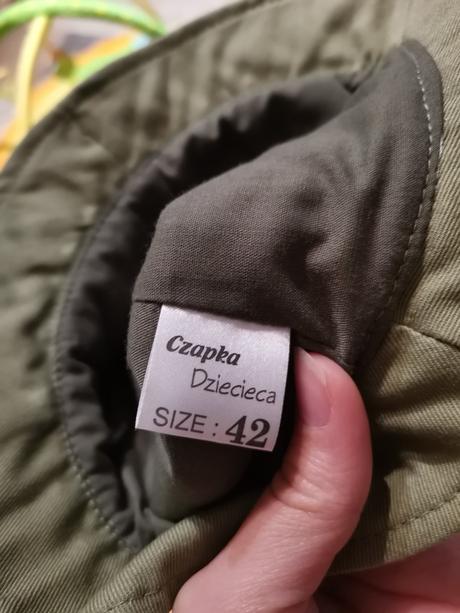 Czapka
Dziecieca
SIZE : 42